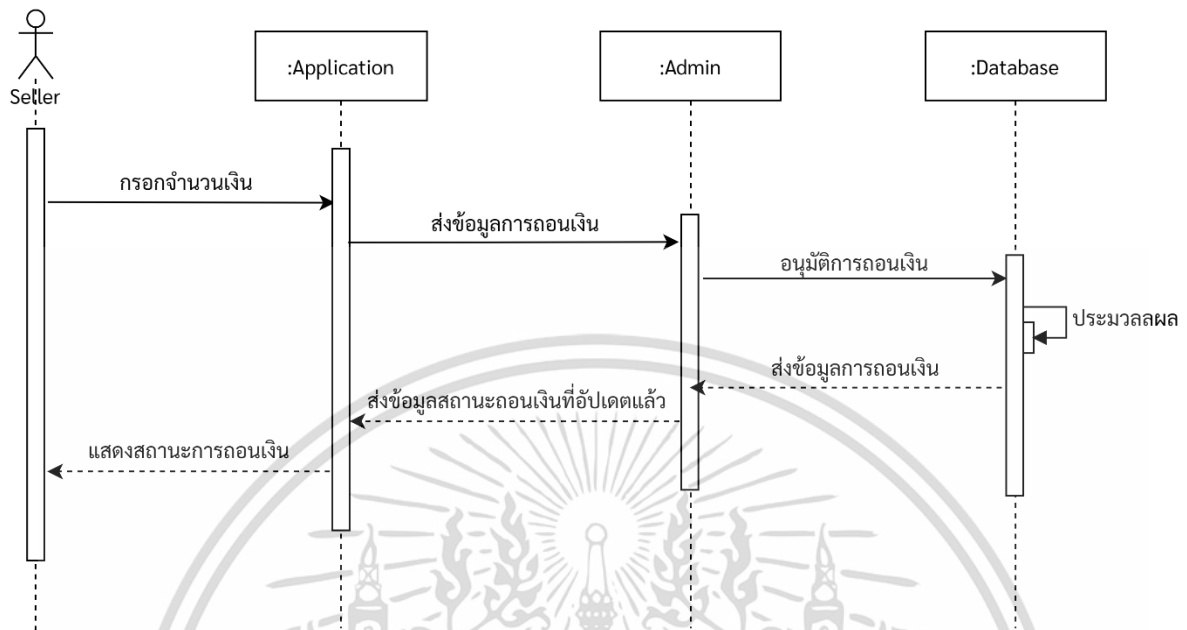 :Application
:Admin
:Database
Seller
กรอกจำนวนเงิน
ส่งข้อมูลการถอนเงิน
อนุมัติการถอนเงิน
ประมวลลผล
ส่งข้อมูลการถอนเงิน
ส่งข้อมูลสถานะถอนเงินที่อัปเดตแล้ว
แสดงสถานะการถอนเงิน